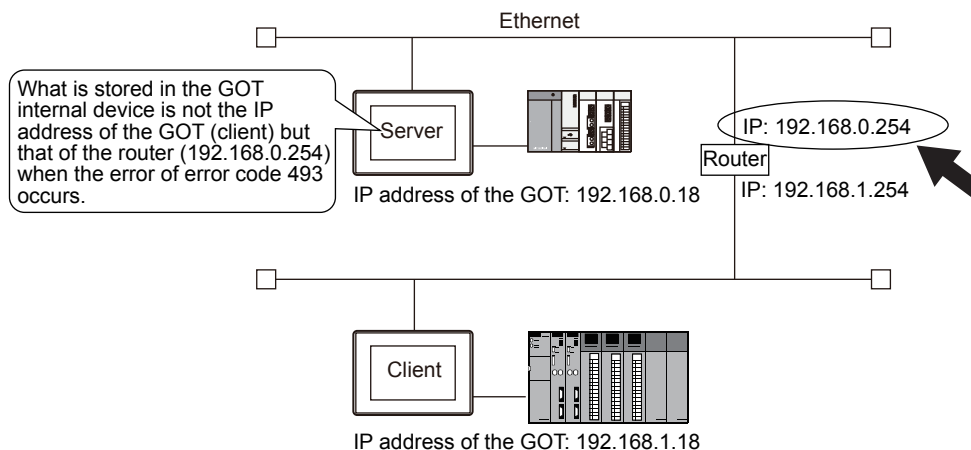 Ethernet
What is stored in the GOT
internal device is not the IP
address of the GOT (client) but
that of the router (192.168.0.254)
when the error of error code 493
occurs.
Server
IP address of the GOT: 192.168.0.18
IP: 192.168.0.254
Router
IP: 192.168.1.254
Client
IP address of the GOT: 192.168.1.18